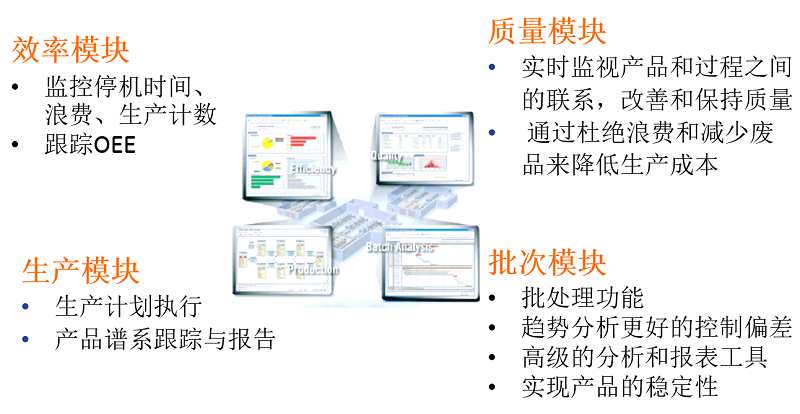 效率模块
• 监控停机时间、
浪费、生产计数
• 跟踪OEE
质量模块
• 实时监视产品和过程之间
的联系，改善和保持质量
• 通过杜绝浪费和减少废
品来降低生产成本
Efficiency
Quality
Production
Batch Analysis
生产模块
• 生产计划执行
• 产品谱系跟踪与报告
批次模块
• 批处理功能
• 趋势分析更好的控制偏差
• 高级的分析和报表工具
• 实现产品的稳定性